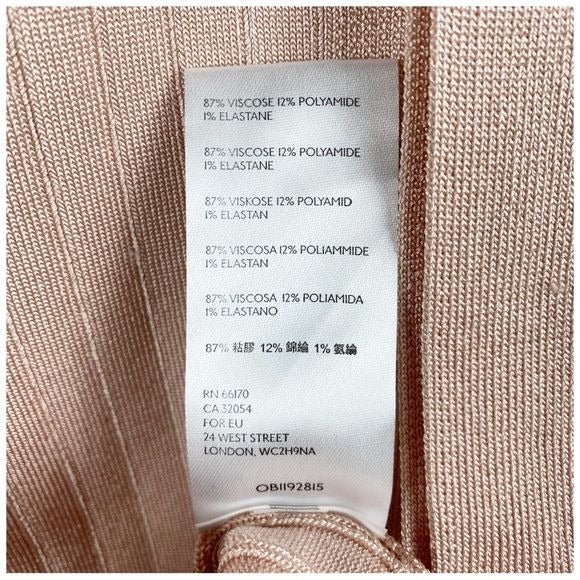 87% VISCOSE 12% POLYAMIDE
1% ELASTANE
87% VISCOSE 12% POLYAMIDE
1% ELASTANE
87% VISKOSE 12% POLYAMID
1% ELASTAN
87% VISCOSA 12% POLIAMMIDE
1% ELASTAN
87% VISCOSA 12% POLIAMIDA
1% ELASTANO
87% 粘膠 12% 錦綸 1% 氨綸
RN 66170
CA 32054
FOR EU
24 WEST STREET
LONDON, WC2H9NA
OB1192815